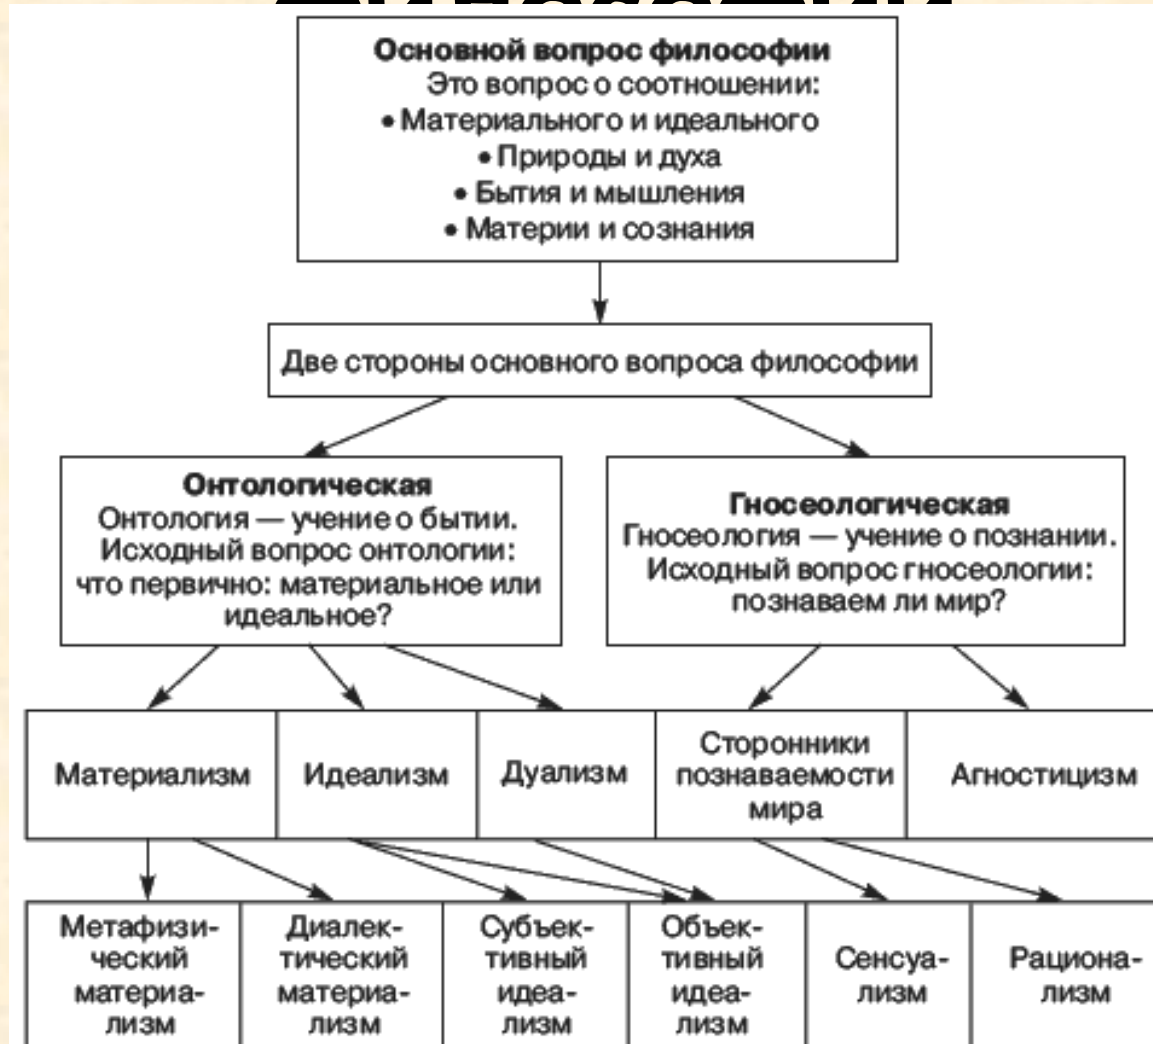 Основной вопрос философии
Это вопрос о соотношении:
• Материального и идеального
• Природы и духа
• Бытия и мышления
• Материи и сознания
Две стороны основного вопроса философии
Онтологическая
Онтология — учение о бытии.
Исходный вопрос онтологии:
что первично: материальное или
идеальное?
Гносеологическая
Гносеология — учение о познании.
Исходный вопрос гносеологии:
познаваем ли мир?
Материализм
Идеализм
Дуализм
Сторонники
познаваемости
мира
Агностицизм
Метафизи-
ческий
материа-
лизм
Диалек-
тический
материа-
лизм
Субъек-
тивный
идеа-
лизм
Объек-
тивный
идеа-
лизм
Сенсуа-
лизм
Рациона-
лизм